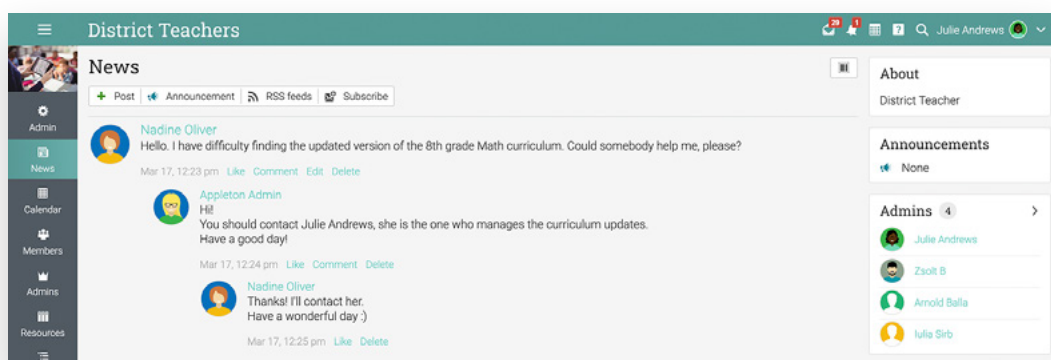 District Teachers
29
1
Julie Andrews
Admin
News
Calendar
Members
Admins
Resources
News
Post
Announcement
RSS feeds
Subscribe
Nadine Oliver
Hello. I have difficulty finding the updated version of the 8th grade Math curriculum. Could somebody help me, please?
Mar 17, 12:23 pm Like Comment Edit Delete
Appleton Admin
Hi!
You should contact Julie Andrews, she is the one who manages the curriculum updates.
Have a good day!
Mar 17, 12:24 pm Like Comment Delete
Nadine Oliver
Thanks! I'll contact her.
Have a wonderful day :)
Mar 17, 12:25 pm Like Delete
About
District Teacher
Announcements
None
Admins 4
Julie Andrews
Zsolt B
Arnold Balla
Iulia Sirb